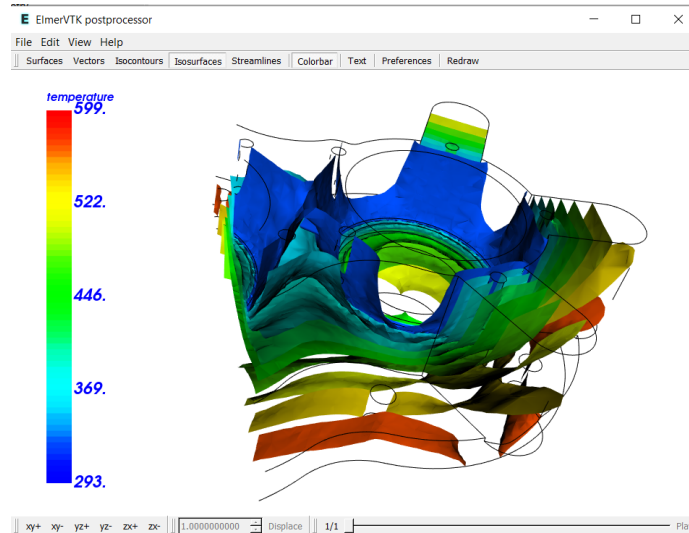 ElmerVTK postprocessor
File Edit View Help
Surfaces Vectors Isocontours Isosurfaces Streamlines Colorbar Text Preferences Redraw
temperature
599.
522.
446.
369.
293.
xy+ xy- yz+ yz- zx+ zx- 1.0000000000 Displace 1/1